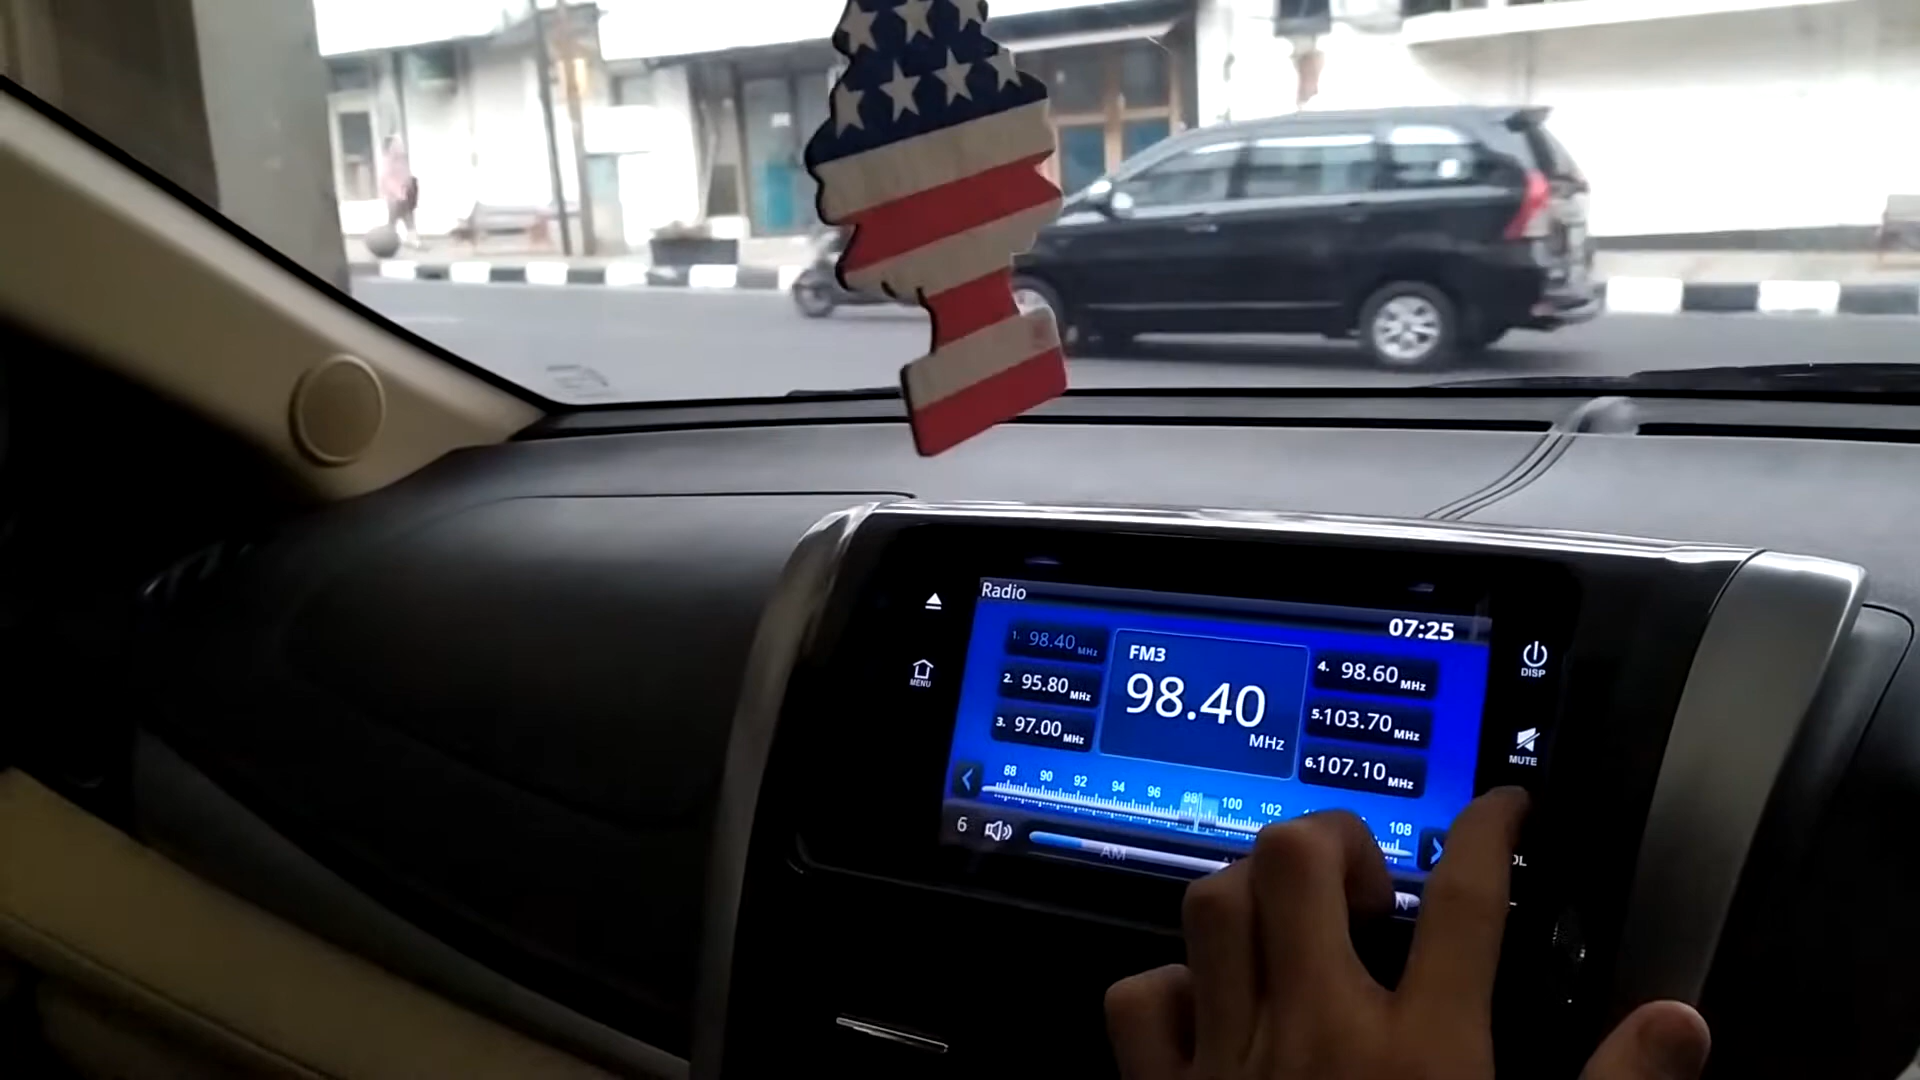 Radio
07:25
1. 98.40 MHz
2. 95.80 MHz
3. 97.00 MHz
FM3
98.40
MHz
4. 98.60 MHz
5. 103.70 MHz
6. 107.10 MHz
88 90 92 94 96 98 100 102 108
6
AM
MENU
DISP
MUTE